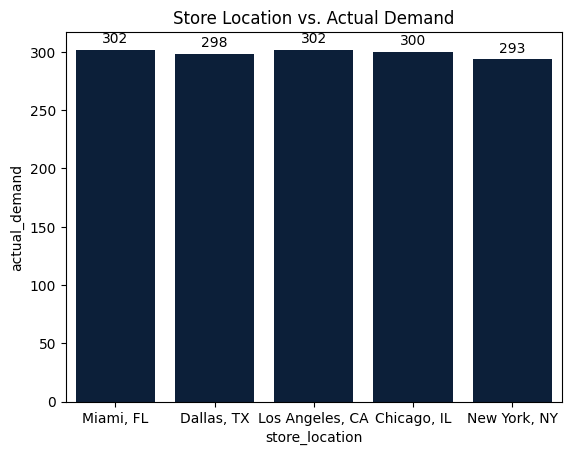 Store Location vs. Actual Demand
302
298
302
300
293
300
250
200
150
100
50
0
actual_demand
Miami, FL
Dallas, TX
Los Angeles, CA
Chicago, IL
New York, NY
store_location